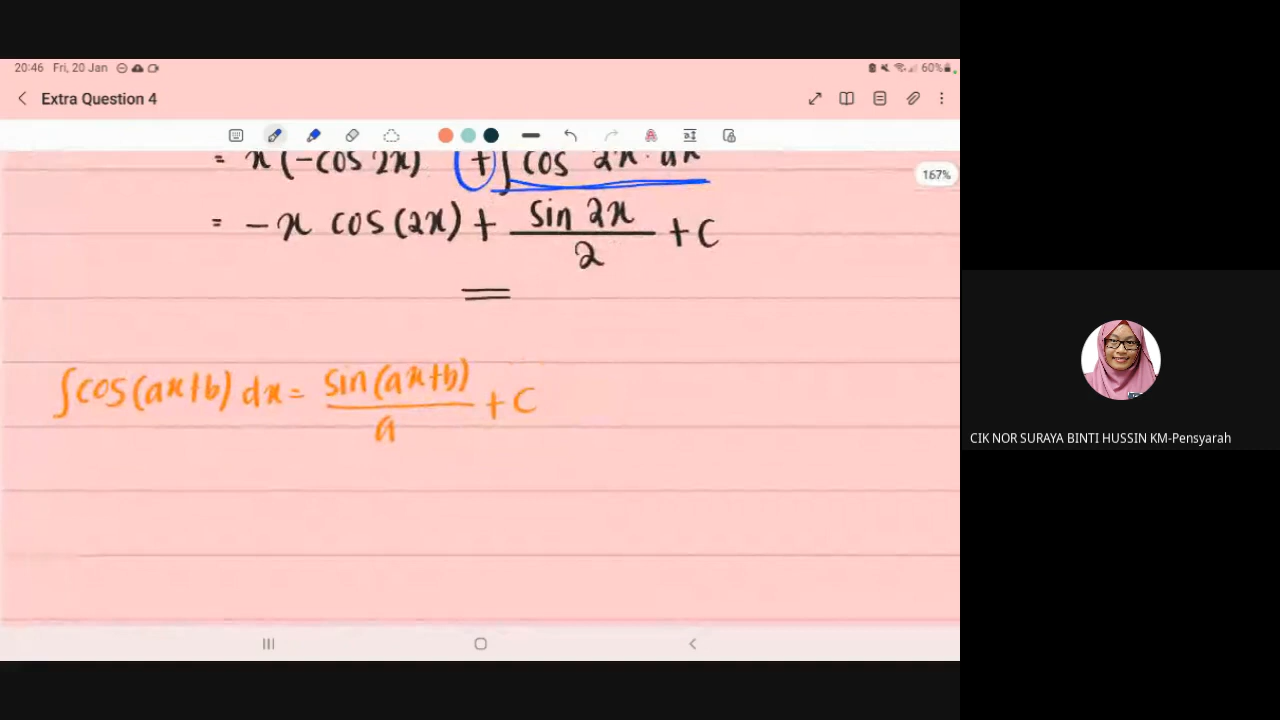 20:46 Fri, 20 Jan 60%
Extra Question 4
167%
= x(-cos 2x) + ∫ cos 2x · dx
= -x cos(2x) + sin 2x / 2 + C
∫cos(ax+b) dx = sin(ax+b) / a + C
CIK NOR SURAYA BINTI HUSSIN KM-Pensyarah